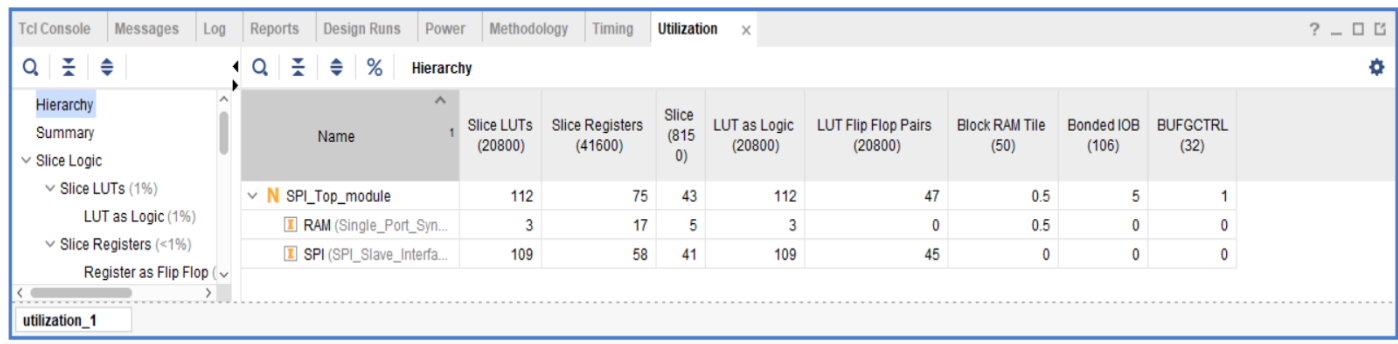 Tcl Console Messages Log Reports Design Runs Power Methodology Timing Utilization × ? _
% Hierarchy
Hierarchy
Summary
Slice Logic
Slice LUTs (1%)
LUT as Logic (1%)
Slice Registers (<1%)
Register as Flip Flop (
Name 1 Slice LUTs (20800) Slice Registers (41600) Slice (815 0) LUT as Logic (20800) LUT Flip Flop Pairs (20800) Block RAM Tile (50) Bonded IOB (106) BUFGCTRL (32)
N SPI_Top_module 112 75 43 112 47 0.5 5 1
I RAM (Single_Port_Syn... 3 17 5 3 0 0.5 0 0
I SPI (SPI_Slave_Interfa... 109 58 41 109 45 0 0 0
utilization_1